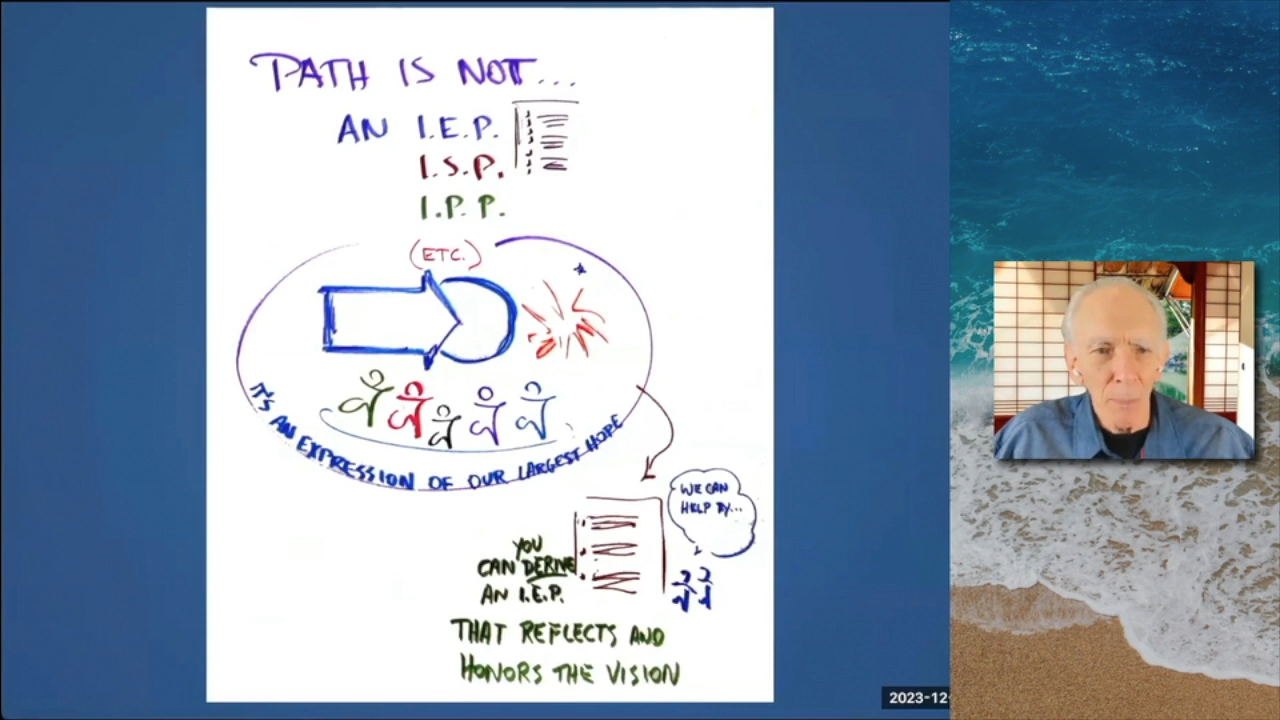 PATH IS NOT...
AN I.E.P.
I.S.P.
I.P.P.
(ETC.)
IT'S AN EXPRESSION OF OUR LARGEST HOPE
WE CAN
HELP BY...
YOU
CAN DERIVE
AN I.E.P.
THAT REFLECTS AND
HONORS THE VISION
2023-12-